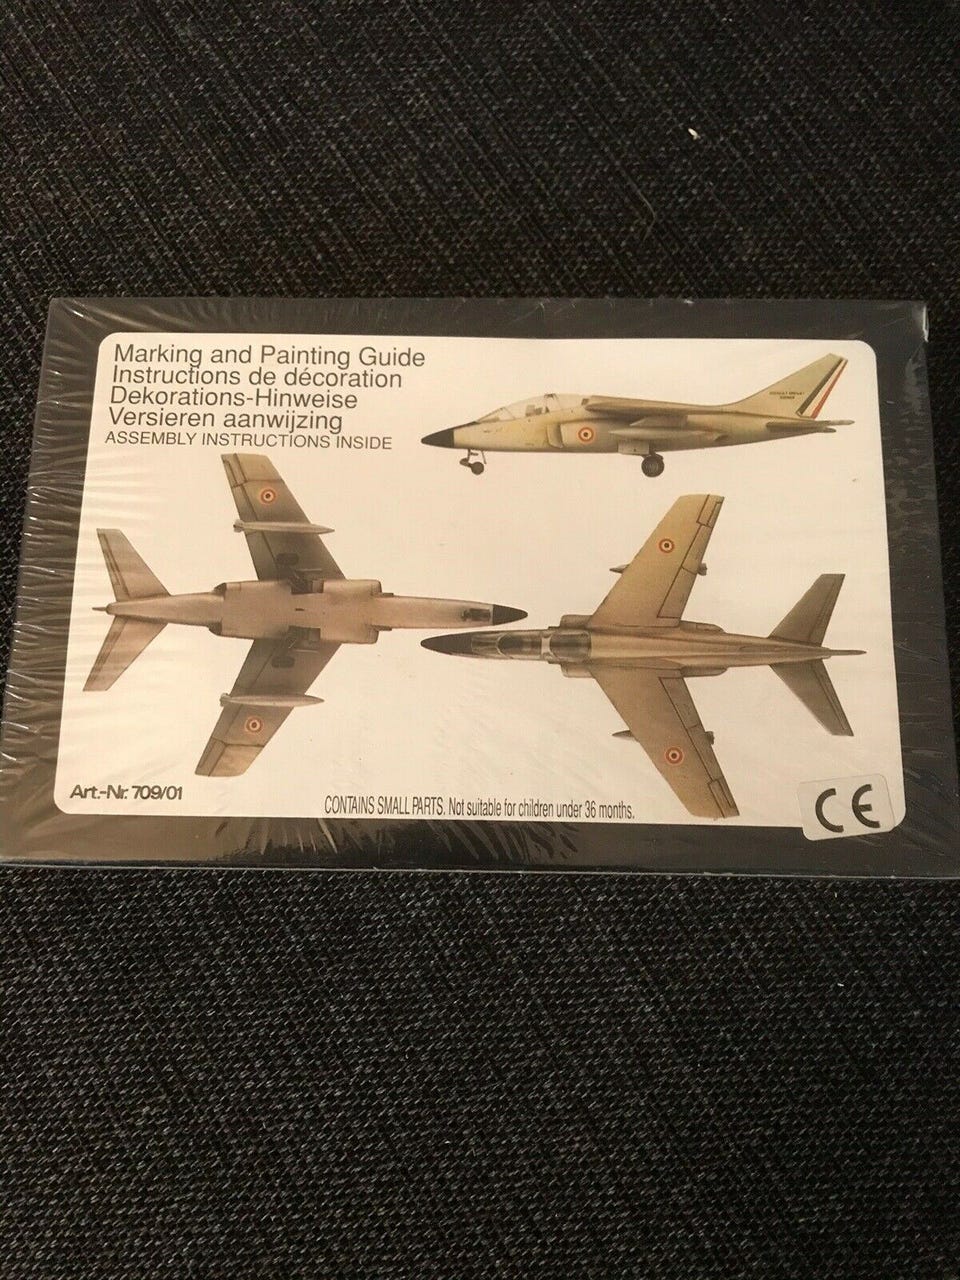 Marking and Painting Guide
Instructions de décoration
Dekorations-Hinweise
Versieren aanwijzing
ASSEMBLY INSTRUCTIONS INSIDE
Art.-Nr. 709/01
CONTAINS SMALL PARTS. Not suitable for children under 36 months.
CE